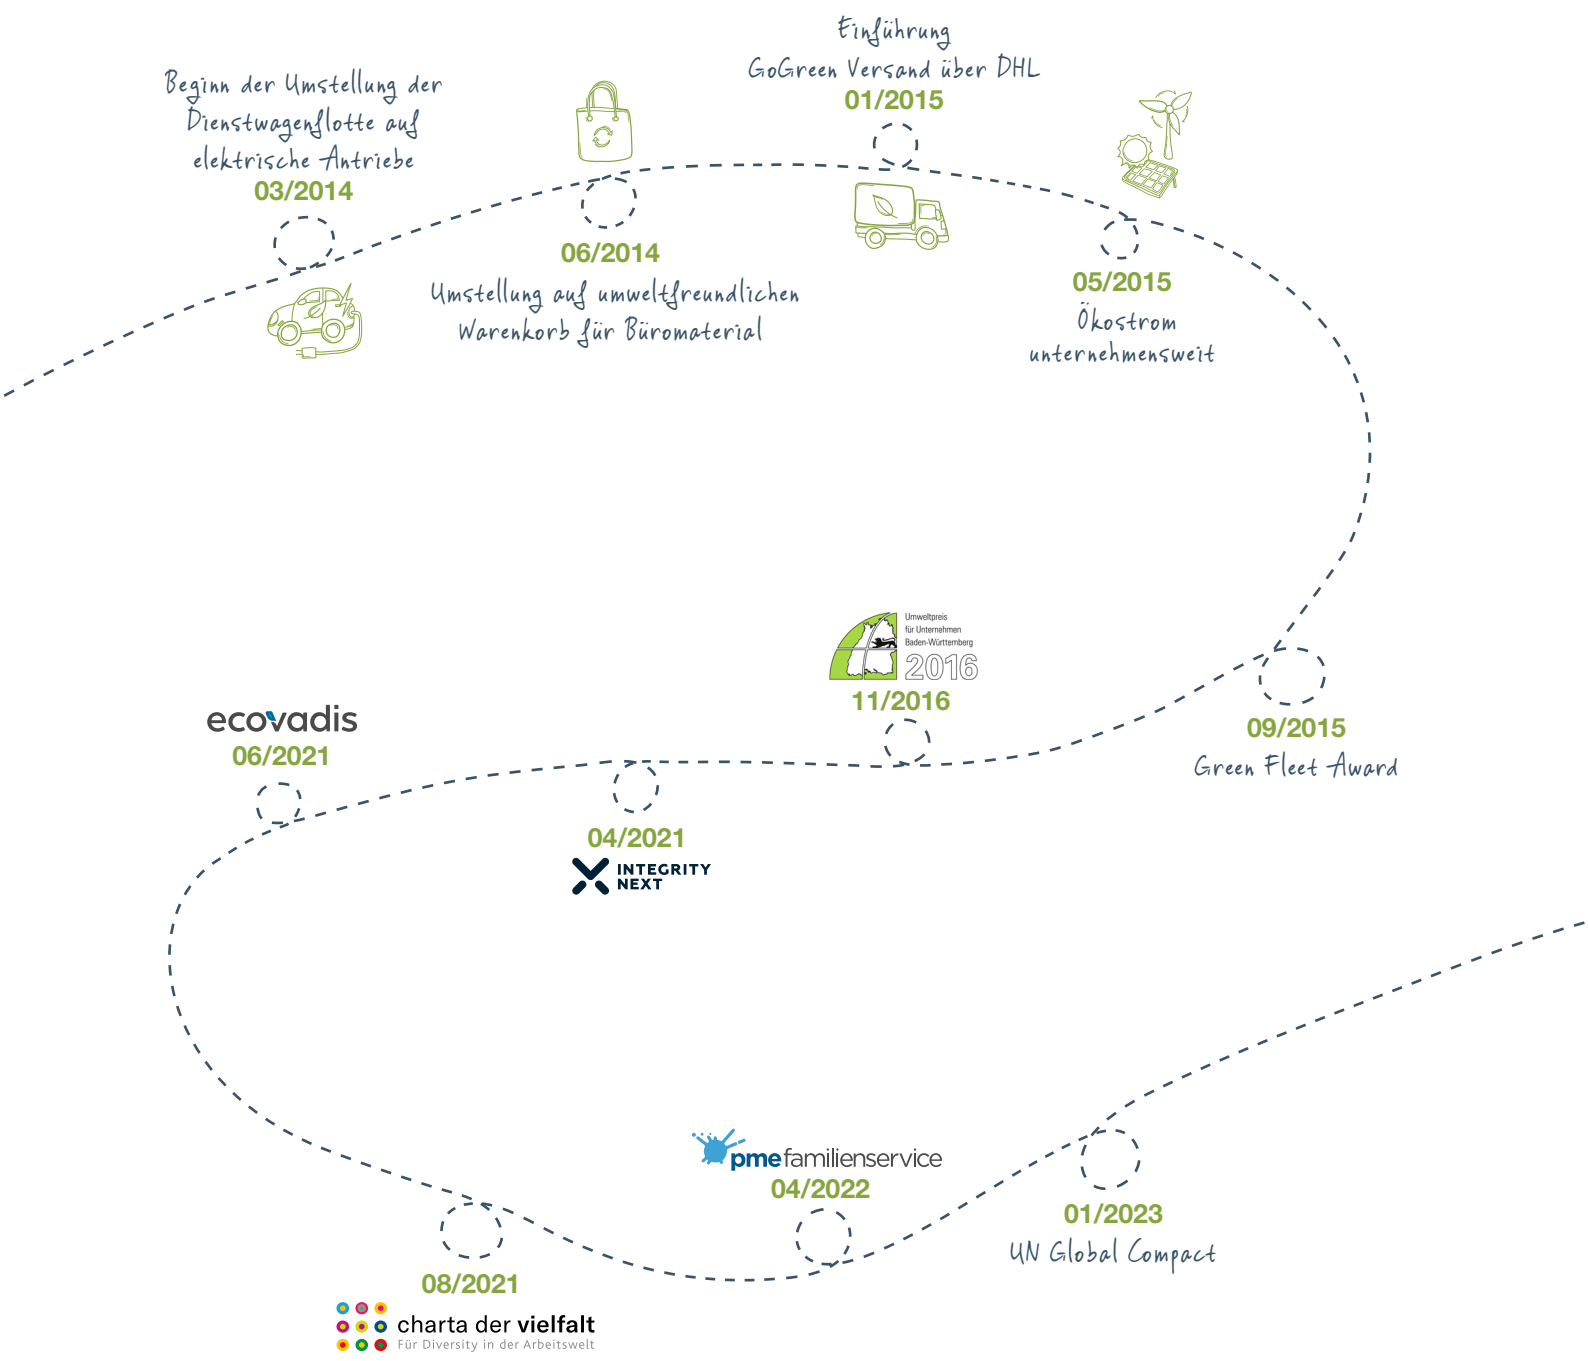 Beginn der Umstellung der
Dienstwagenflotte auf
elektrische Antriebe
03/2014
06/2014
Umstellung auf umweltfreundlichen
Warenkorb für Büromaterial
Einführung
GoGreen Versand über DHL
01/2015
05/2015
Ökostrom
unternehmensweit
09/2015
Green Fleet Award
Umweltpreis
für Unternehmen
Baden-Württemberg
2016
11/2016
04/2021
INTEGRITY
NEXT
ecovadis
06/2021
08/2021
charta der vielfalt
Für Diversity in der Arbeitswelt
pme familienservice
04/2022
01/2023
UN Global Compact